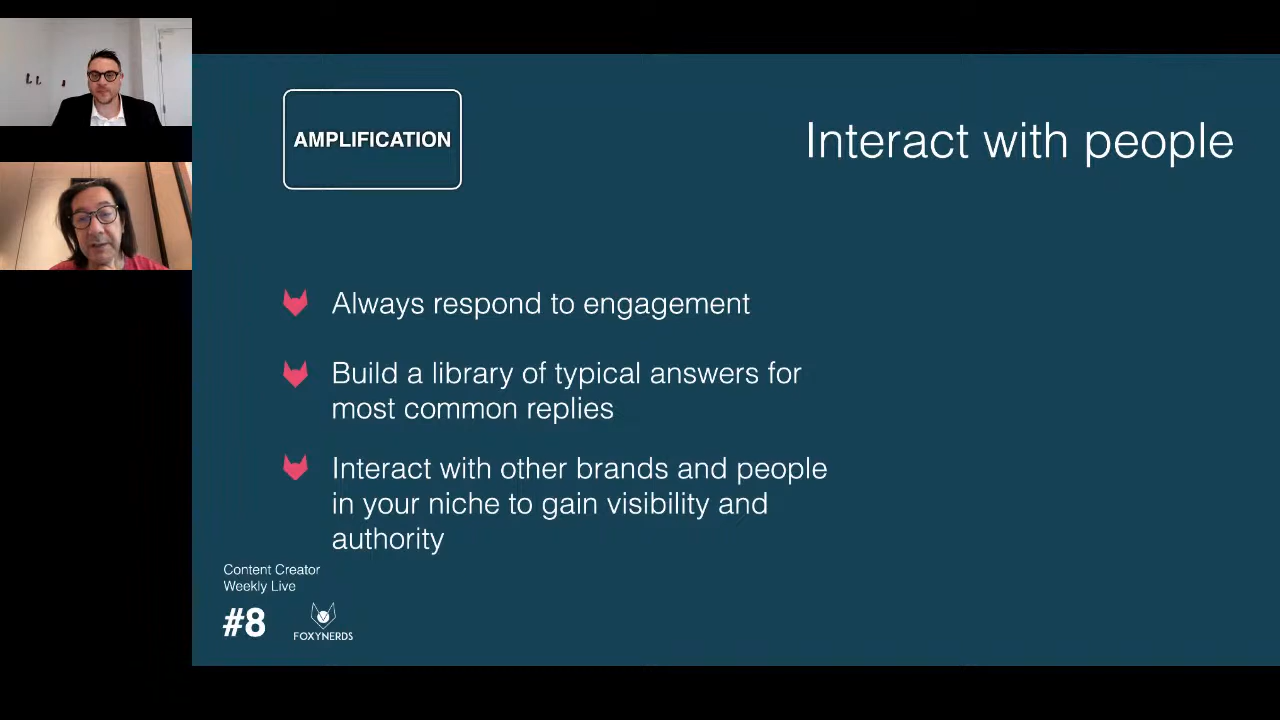 AMPLIFICATION
Interact with people
Always respond to engagement
Build a library of typical answers for
most common replies
Interact with other brands and people
in your niche to gain visibility and
authority
Content Creator
Weekly Live
#8
FOXYNERDS